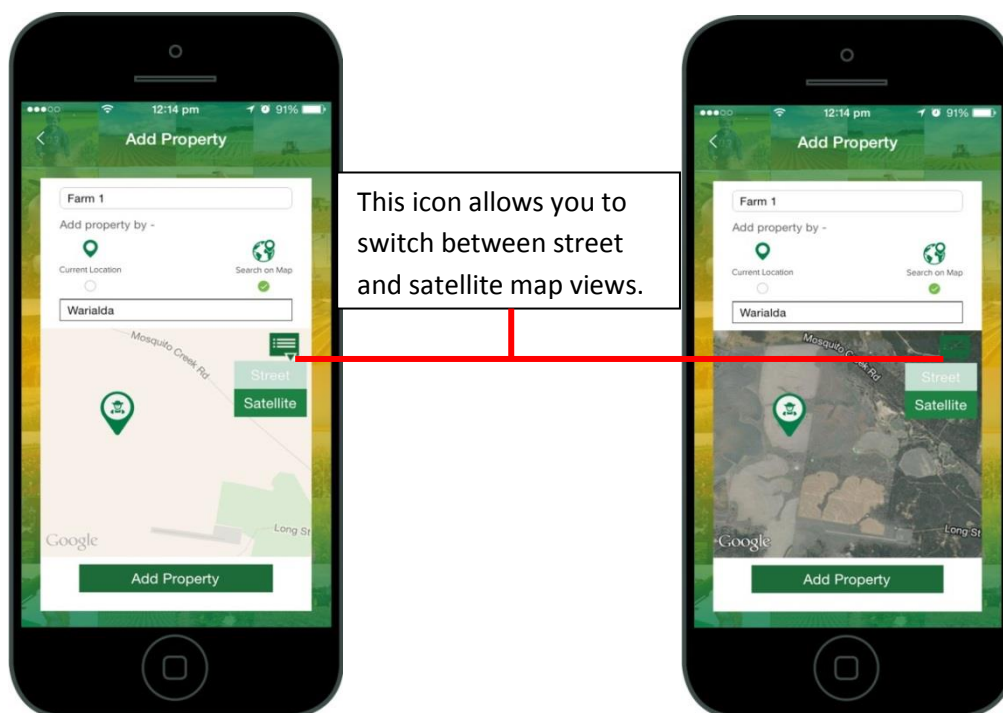 12:14 pm
91%
Add Property
Farm 1
Add property by -
Current Location
Search on Map
Warialda
Mosquito Creek Rd
Street
Satellite
Long St
Google
Add Property
This icon allows you to
switch between street
and satellite map views.
12:14 pm
91%
Add Property
Farm 1
Add property by -
Current Location
Search on Map
Warialda
Mosquito Creek Rd
Street
Satellite
Long St
Google
Add Property